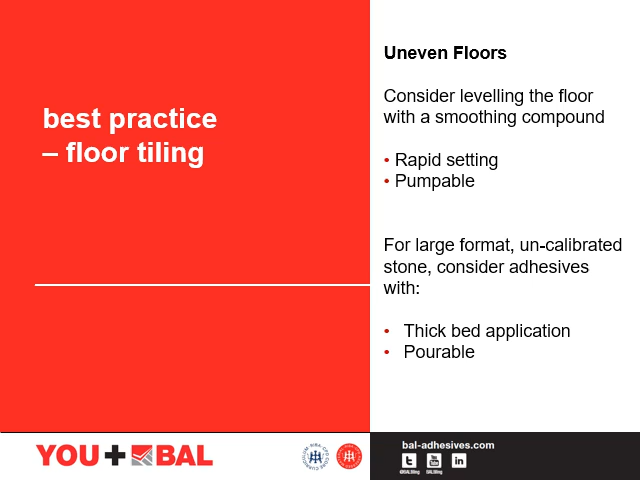 best practice
– floor tiling
Uneven Floors
Consider levelling the floor
with a smoothing compound
• Rapid setting
• Pumpable
For large format, un-calibrated
stone, consider adhesives
with:
• Thick bed application
• Pourable
YOU+BAL
bal-adhesives.com